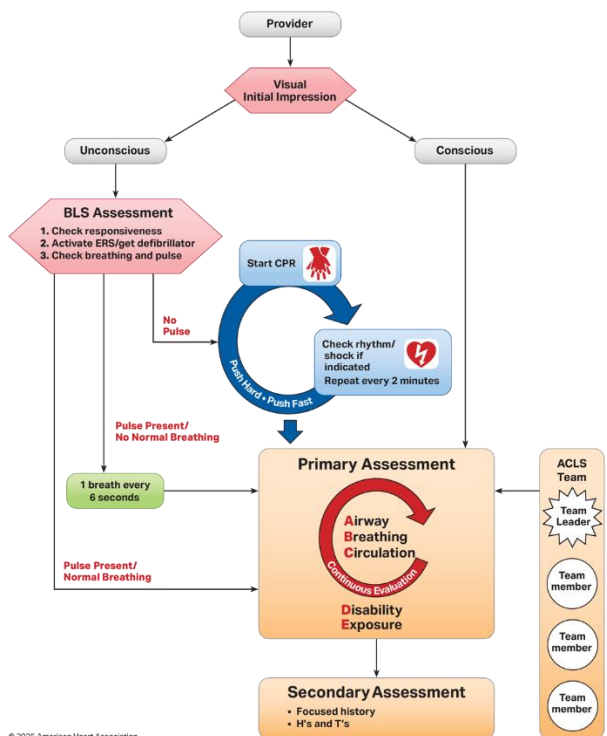 Provider
Visual
Initial Impression
Unconscious
Conscious
BLS Assessment
1. Check responsiveness
2. Activate ERS/get defibrillator
3. Check breathing and pulse
Start CPR
No
Pulse
Check rhythm/
shock if
indicated
Repeat every 2 minutes
Push Hard • Push Fast
Pulse Present/
No Normal Breathing
1 breath every
6 seconds
Pulse Present/
Normal Breathing
Primary Assessment
Airway
Breathing
Circulation
Continuous Evaluation
Disability
Exposure
ACLS
Team
Team
Leader
Team
member
Team
member
Team
member
Secondary Assessment
• Focused history
• H's and T's
American Heart Association